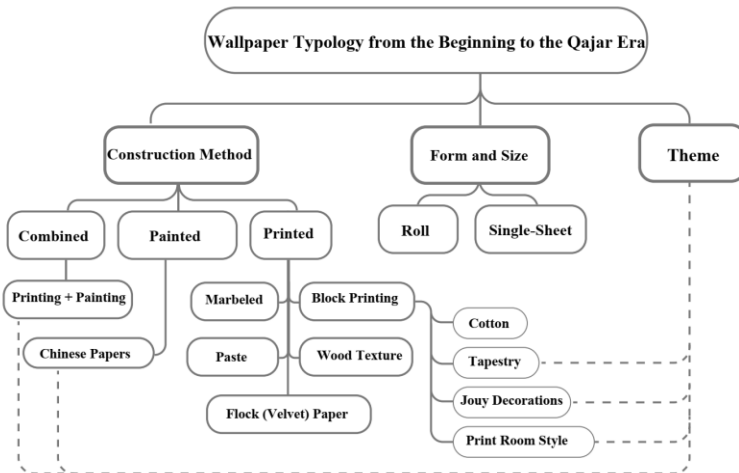 Wallpaper Typology from the Beginning to the Qajar Era
Construction Method
Form and Size
Theme
Combined
Painted
Printed
Roll
Single-Sheet
Printing + Painting
Marbeled
Block Printing
Cotton
Chinese Papers
Paste
Wood Texture
Tapestry
Jouy Decorations
Flock (Velvet) Paper
Print Room Style